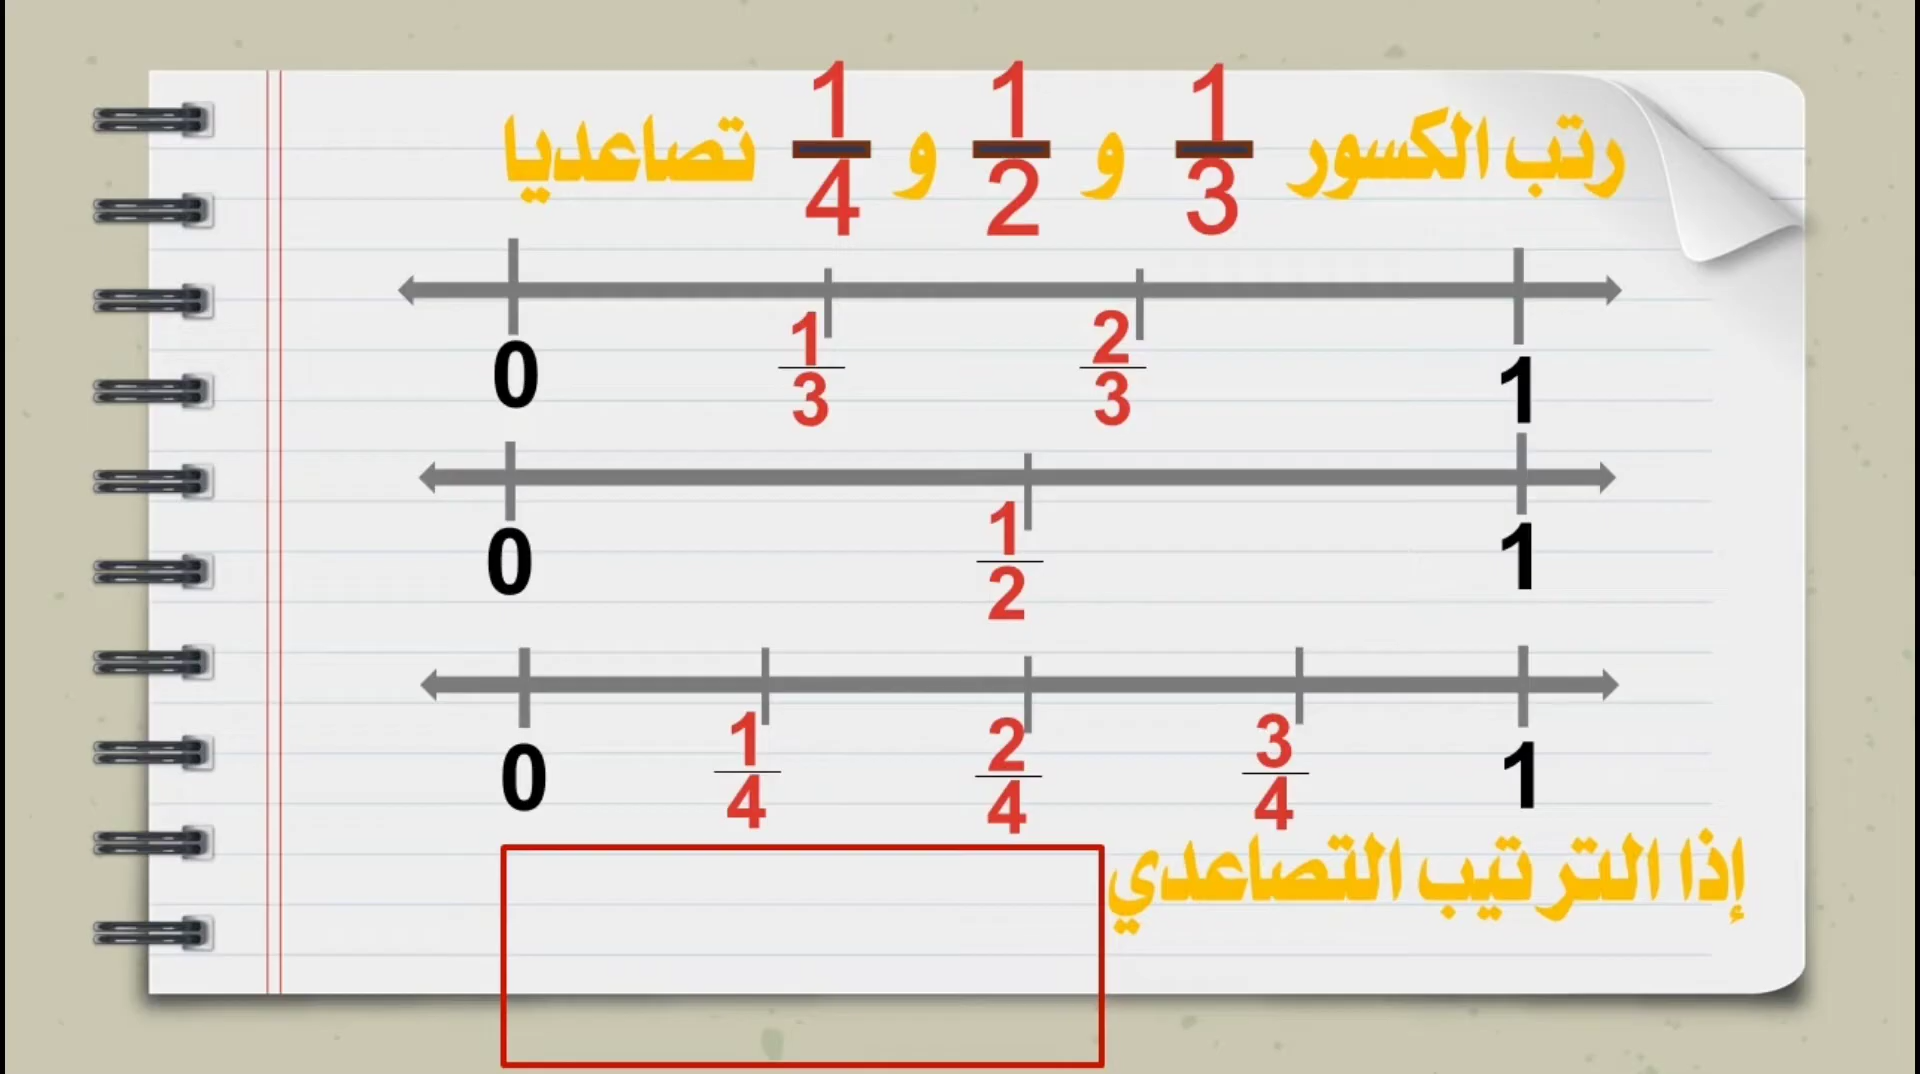 رتب الكسور 1/3 و 1/2 و 1/4 تصاعديا
0 1/3 2/3 1
0 1/2 1
0 1/4 2/4 3/4 1
إذا الترتيب التصاعدي